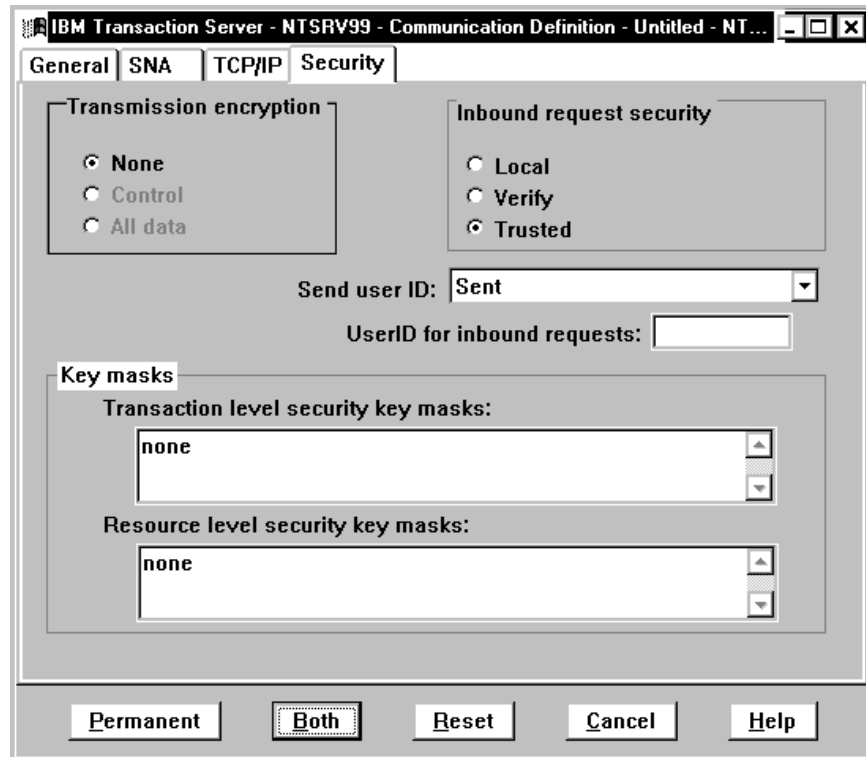 IBM Transaction Server - NTSRV99 - Communication Definition - Untitled - NT...
General SNA TCP/IP Security
Transmission encryption
None
Control
All data
Inbound request security
Local
Verify
Trusted
Send user ID: Sent
UserID for inbound requests:
Key masks
Transaction level security key masks:
none
Resource level security key masks:
none
Permanent Both Reset Cancel Help